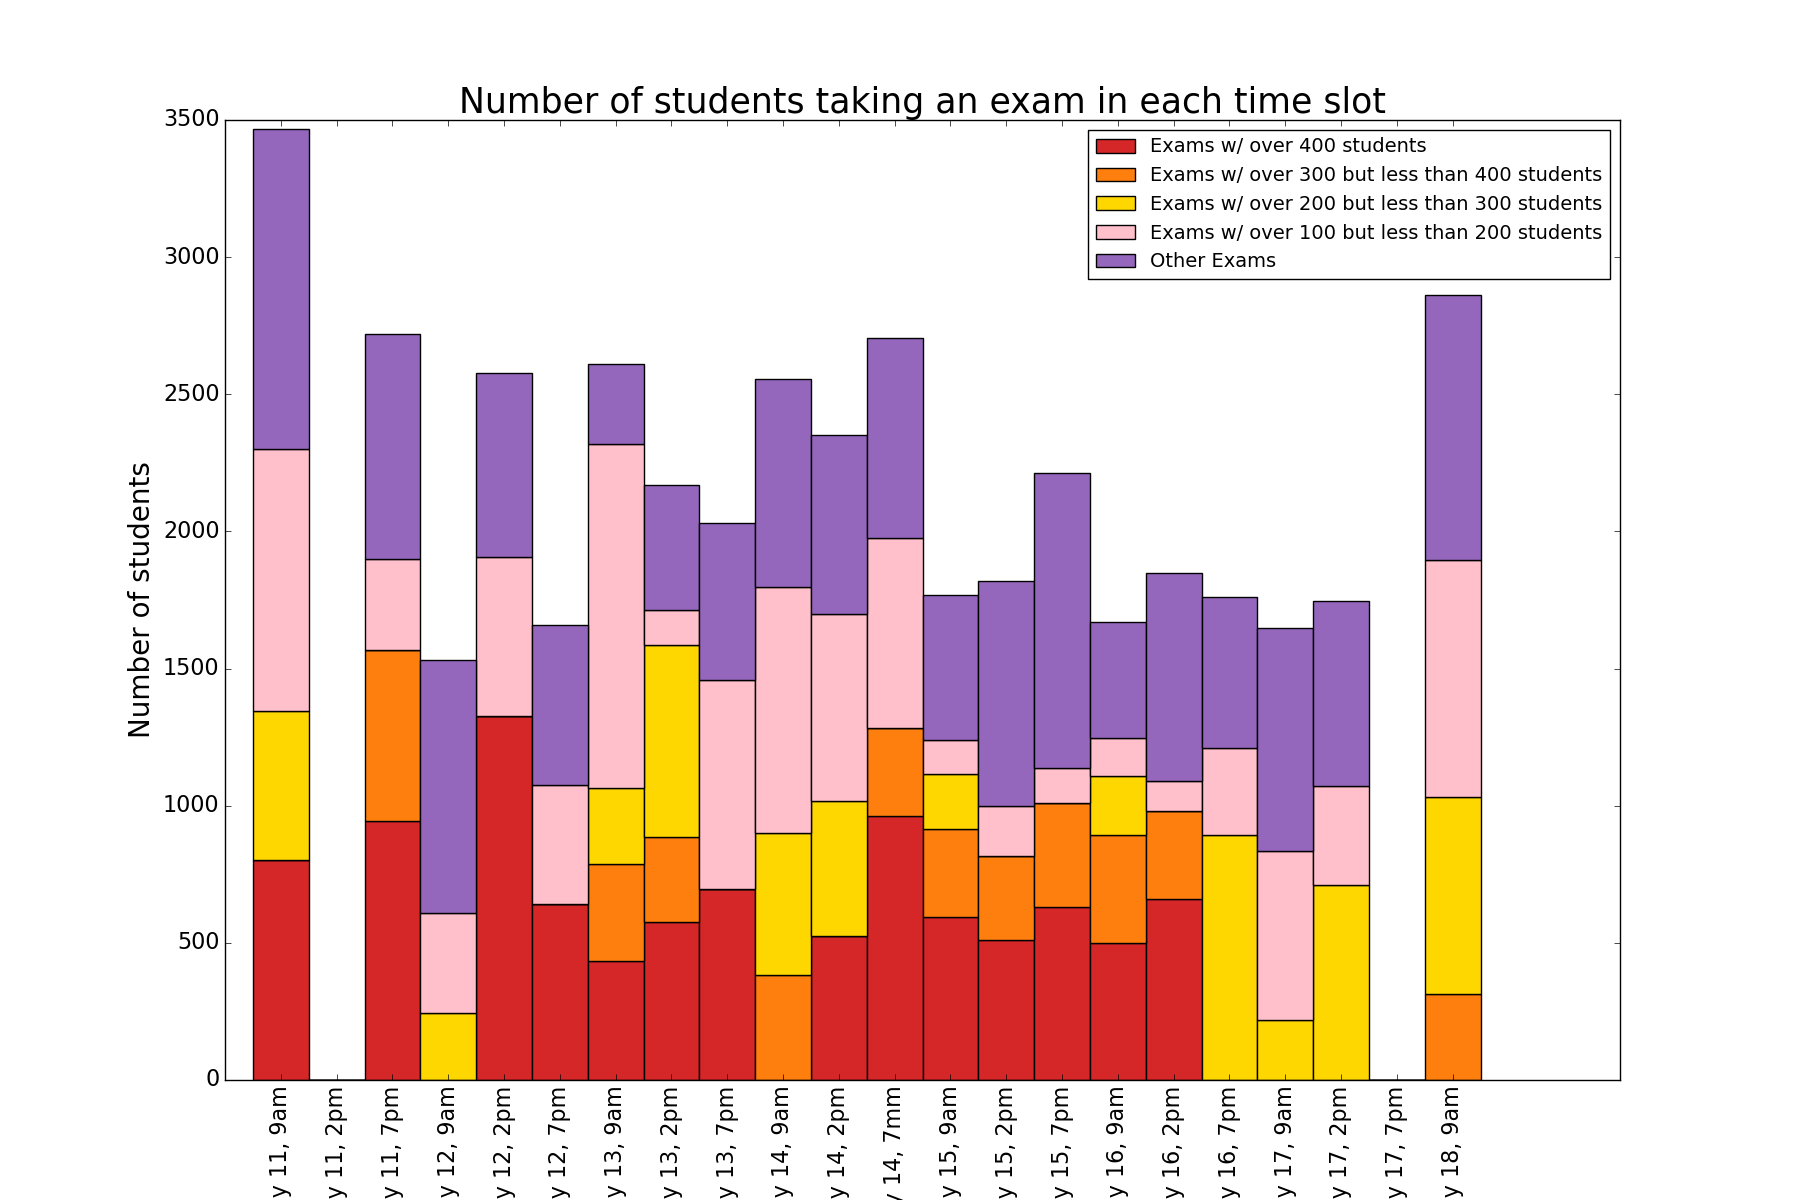 Number of students taking an exam in each time slot
Exams w/ over 400 students
Exams w/ over 300 but less than 400 students
Exams w/ over 200 but less than 300 students
Exams w/ over 100 but less than 200 students
Other Exams
Number of students
3500
3000
2500
2000
1500
1000
500
0
y 11, 9am
y 11, 2pm
y 11, 7pm
y 12, 9am
y 12, 2pm
y 12, 7pm
y 13, 9am
y 13, 2pm
y 13, 7pm
y 14, 9am
y 14, 2pm
y 14, 7mm
y 15, 9am
y 15, 2pm
y 15, 7pm
y 16, 9am
y 16, 2pm
y 16, 7pm
y 17, 9am
y 17, 2pm
y 17, 7pm
y 18, 9am